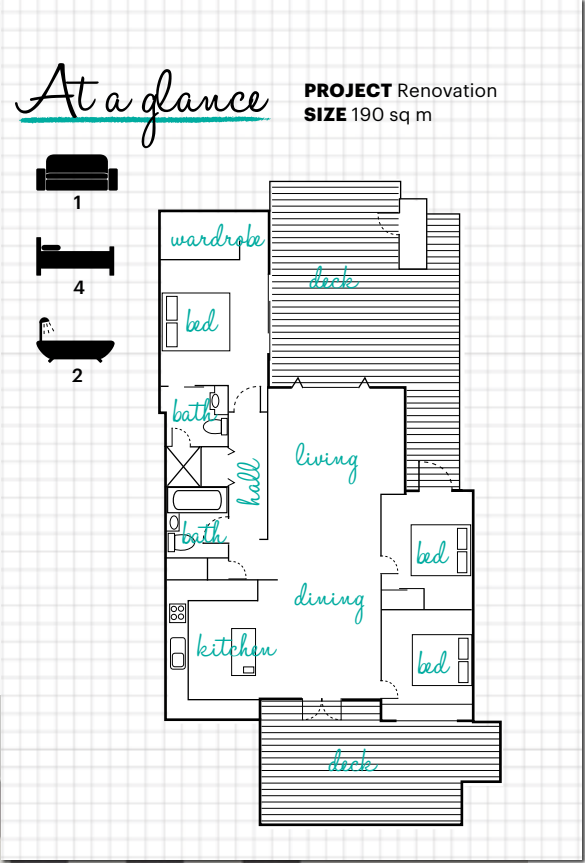 At a glance
PROJECT Renovation
SIZE 190 sq m
1
4
2
wardrobe
deck
bed
bath
living
hall
bath
bed
dining
kitchen
bed
deck